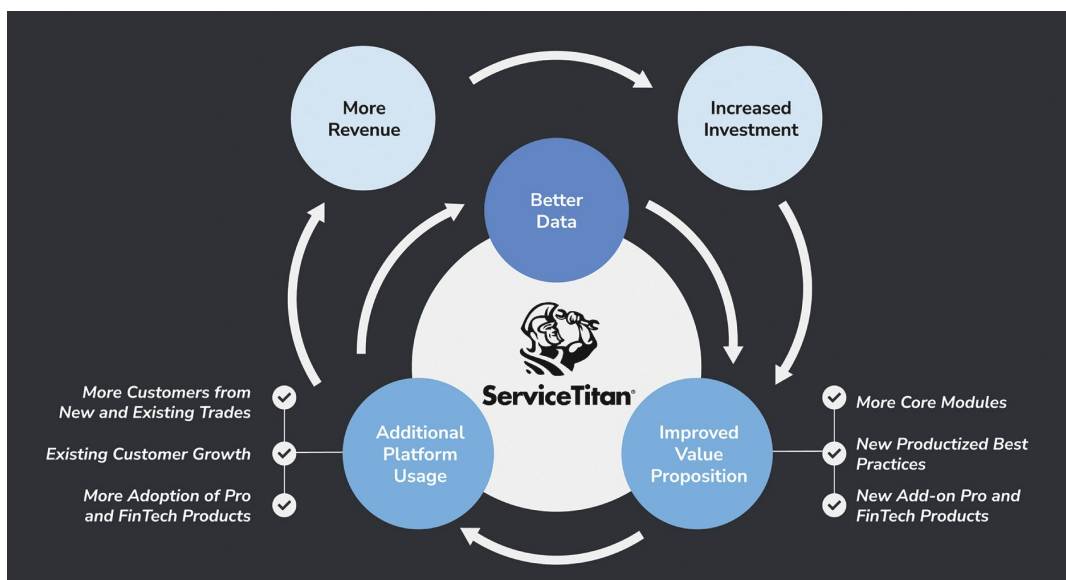 More
Revenue
Increased
Investment
Better
Data
ServiceTitan®
Additional
Platform
Usage
Improved
Value
Proposition
More Customers from
New and Existing Trades
Existing Customer Growth
More Adoption of Pro
and FinTech Products
More Core Modules
New Productized Best
Practices
New Add-on Pro and
FinTech Products